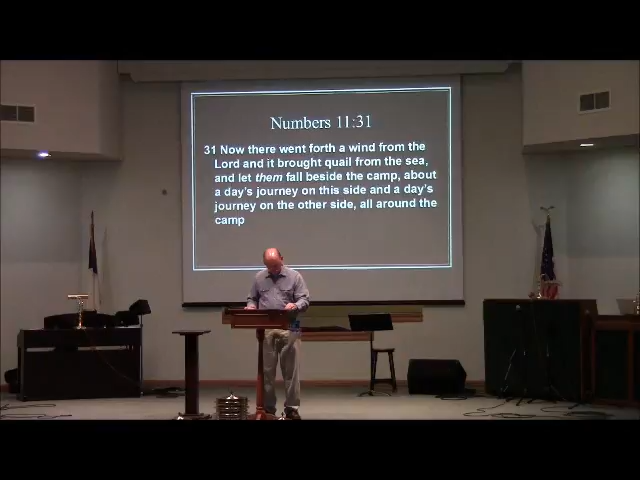 Numbers 11:31
31 Now there went forth a wind from the
Lord and it brought quail from the sea,
and let them fall beside the camp, about
a day's journey on this side and a day's
journey on the other side, all around the
camp